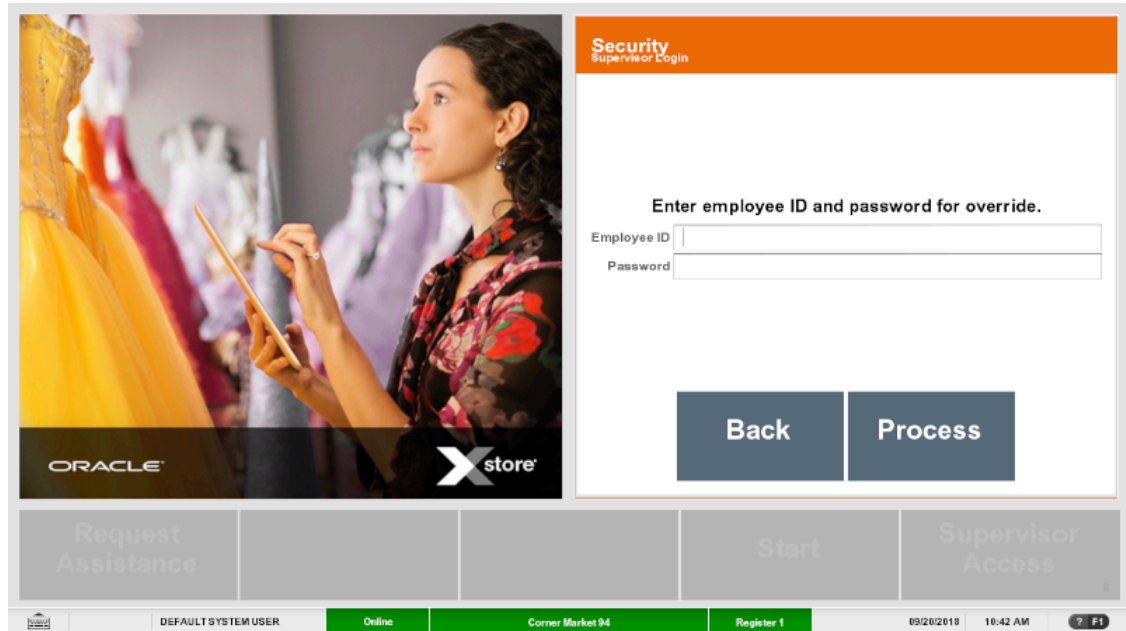 Security
Supervisor Login
Enter employee ID and password for override.
Employee ID
Password
Back
Process
ORACLE
Xstore
Request
Assistance
Start
Supervisor
Access
DEFAULT SYSTEM USER
Online
Corner Market 94
Register 1
09/20/2018
10:42 AM
? F1